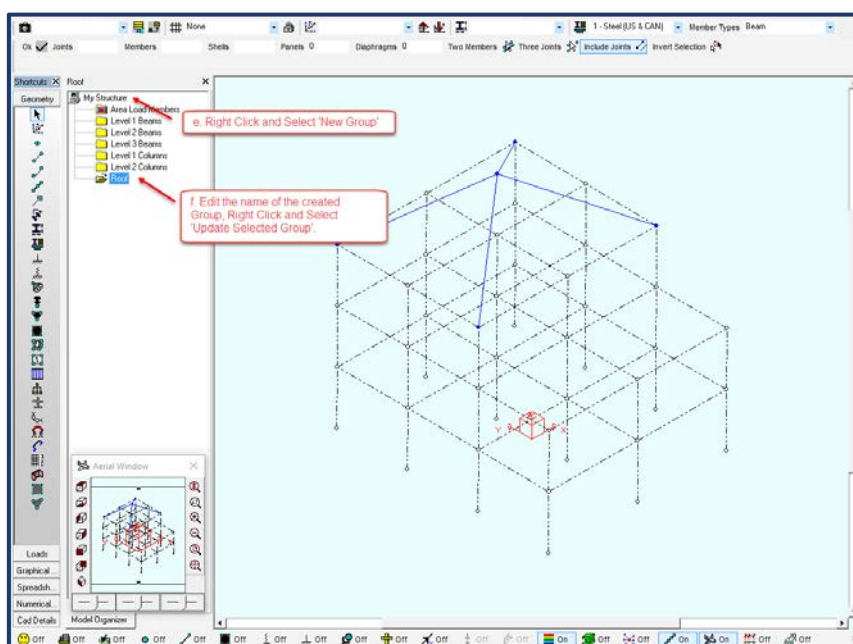 None
1 - Steel (US & CAN)
Member Types
Beam
Ok
Joints
Members
Shells
Panels 0
Diaphragms 0
Two Members
Three Joints
Include Joints
Invert Selection
Shortcuts X
Roof
X
Geometry
My Structure
Area Load Members
Level 1 Beams
Level 2 Beams
Level 3 Beams
Level 1 Columns
Level 2 Columns
Roof
e. Right Click and Select 'New Group'
f. Edit the name of the created
Group, Right Click and Select
'Update Selected Group'.
Y
X
Aerial Window
Loads
Graphical...
Spreadsh...
Numerical...
Cad Details
Model Organizer
Off
Off
Off
Off
Off
Off
Off
Off
Off
Off
Off
Off
Off
On
Off
Off
On
On
Off
Off